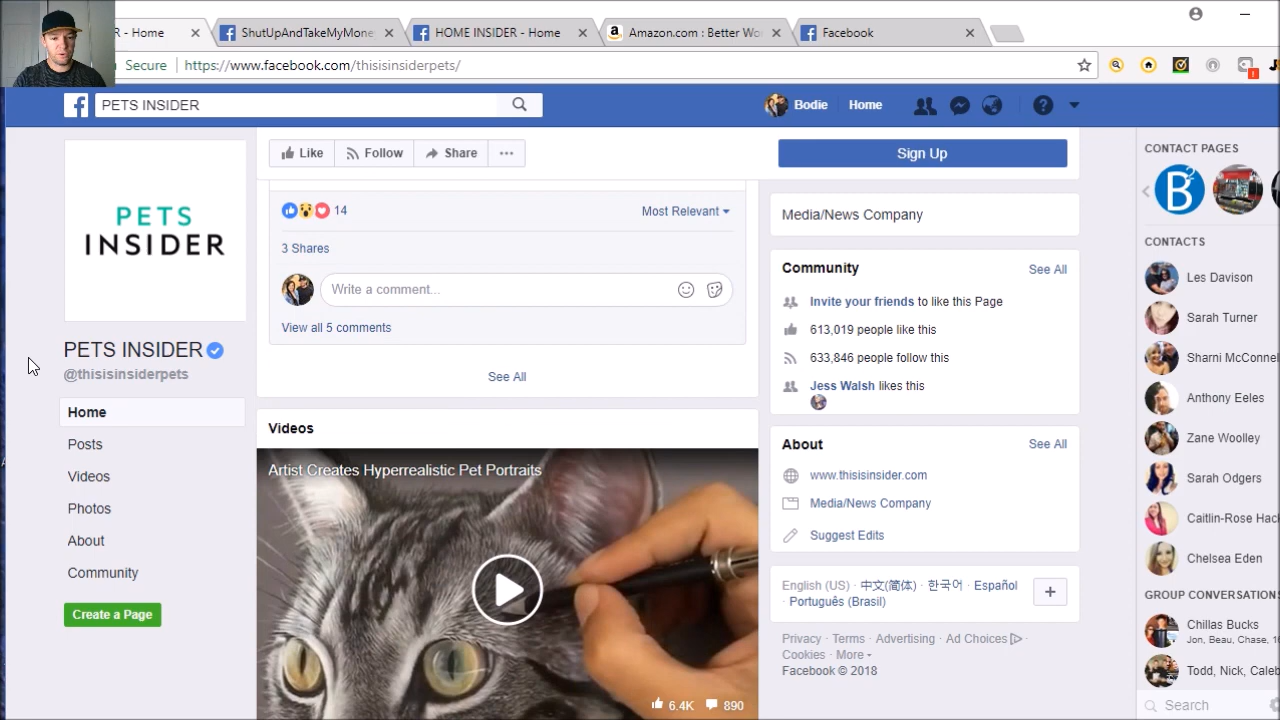 R - Home
ShutUpAndTakeMyMone
HOME INSIDER - Home
Amazon.com : Better Wo
Facebook
Secure
https://www.facebook.com/thisisinsiderpets/
PETS INSIDER
Bodie
Home
PETS
INSIDER
PETS INSIDER
@thisisinsiderpets
Home
Posts
Videos
Photos
About
Community
Create a Page
Like
Follow
Share
Sign Up
14
Most Relevant
3 Shares
Write a comment...
View all 5 comments
See All
Videos
Artist Creates Hyperrealistic Pet Portraits
6.4K
890
Media/News Company
Community
See All
Invite your friends to like this Page
613,019 people like this
633,846 people follow this
Jess Walsh likes this
About
See All
www.thisisinsider.com
Media/News Company
Suggest Edits
English (US) · 中文(简体) · 한국어 · Español
· Português (Brasil)
Privacy · Terms · Advertising · Ad Choices ·
Cookies · More
Facebook © 2018
CONTACT PAGES
B
CONTACTS
Les Davison
Sarah Turner
Sharni McConne
Anthony Eeles
Zane Woolley
Sarah Odgers
Caitlin-Rose Hac
Chelsea Eden
GROUP CONVERSATIONS
Chillas Bucks
Jon, Beau, Chase, 1
Todd, Nick, Caleb
Search